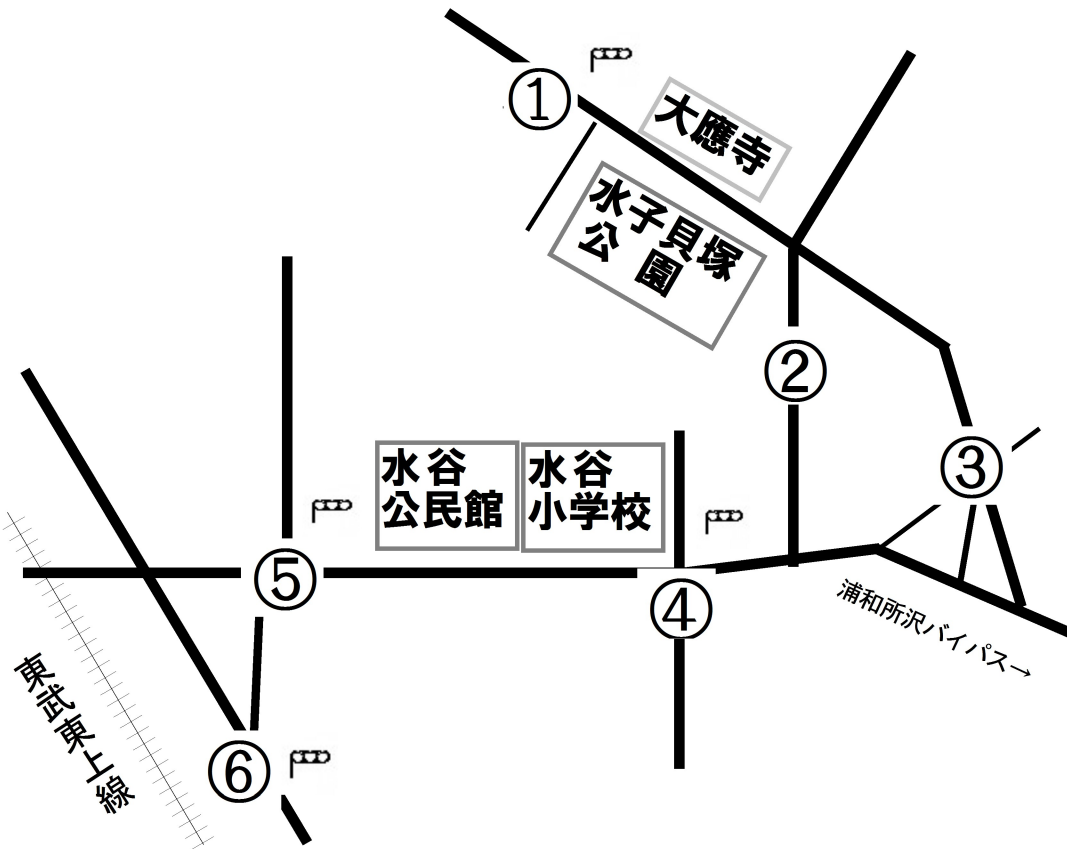 ①
大應寺
水子貝塚
公園
②
③
水谷
公民館
水谷
小学校
⑤
④
浦和所沢バイパス→
東武東上線
⑥